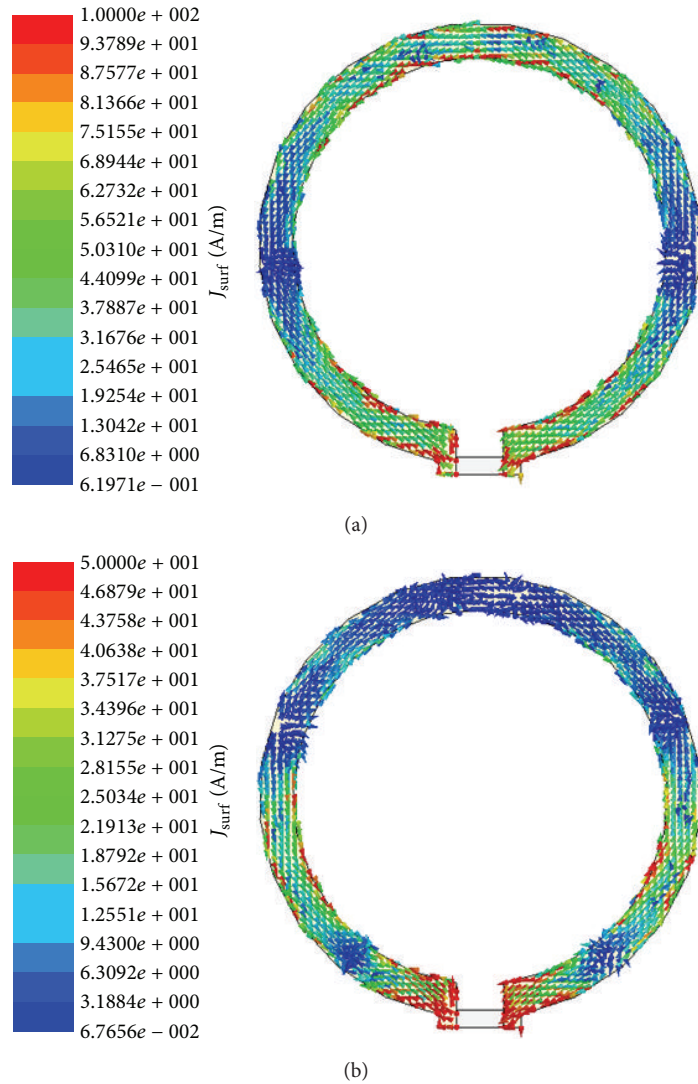 1.0000e + 002
9.3789e + 001
8.7577e + 001
8.1366e + 001
7.5155e + 001
6.8944e + 001
6.2732e + 001
5.6521e + 001
5.0310e + 001
4.4099e + 001
3.7887e + 001
3.1676e + 001
2.5465e + 001
1.9254e + 001
1.3042e + 001
6.8310e + 000
6.1971e − 001
Jsurf (A/m)
(a)
5.0000e + 001
4.6879e + 001
4.3758e + 001
4.0638e + 001
3.7517e + 001
3.4396e + 001
3.1275e + 001
2.8155e + 001
2.5034e + 001
2.1913e + 001
1.8792e + 001
1.5672e + 001
1.2551e + 001
9.4300e + 000
6.3092e + 000
3.1884e + 000
6.7656e − 002
Jsurf (A/m)
(b)